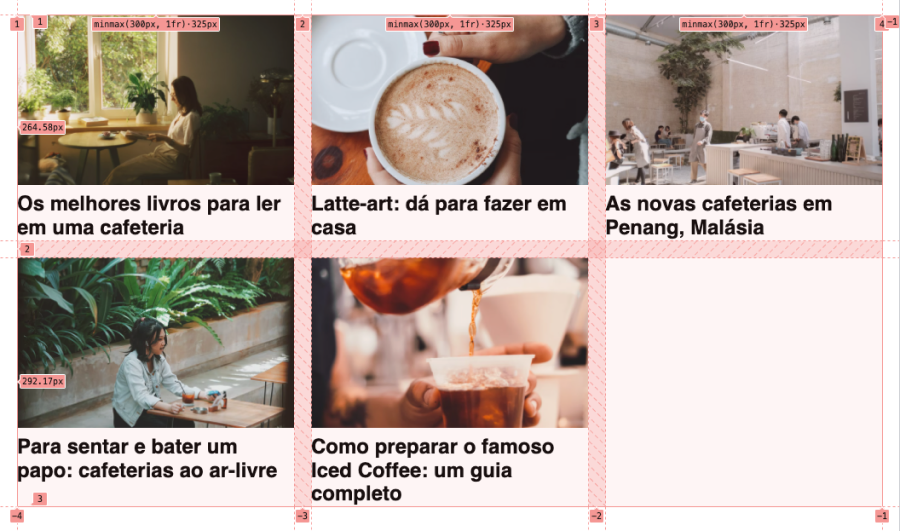 1 1 minmax(300px, 1fr)·325px 2 minmax(300px, 1fr)·325px 3 minmax(300px, 1fr)·325px 4 -1
264.58px
Os melhores livros para ler
em uma cafeteria
Latte-art: dá para fazer em
casa
As novas cafeterias em
Penang, Malásia
2
292.17px
Para sentar e bater um
papo: cafeterias ao ar-livre
Como preparar o famoso
Iced Coffee: um guia
completo
3
-4 -3 -2 -1